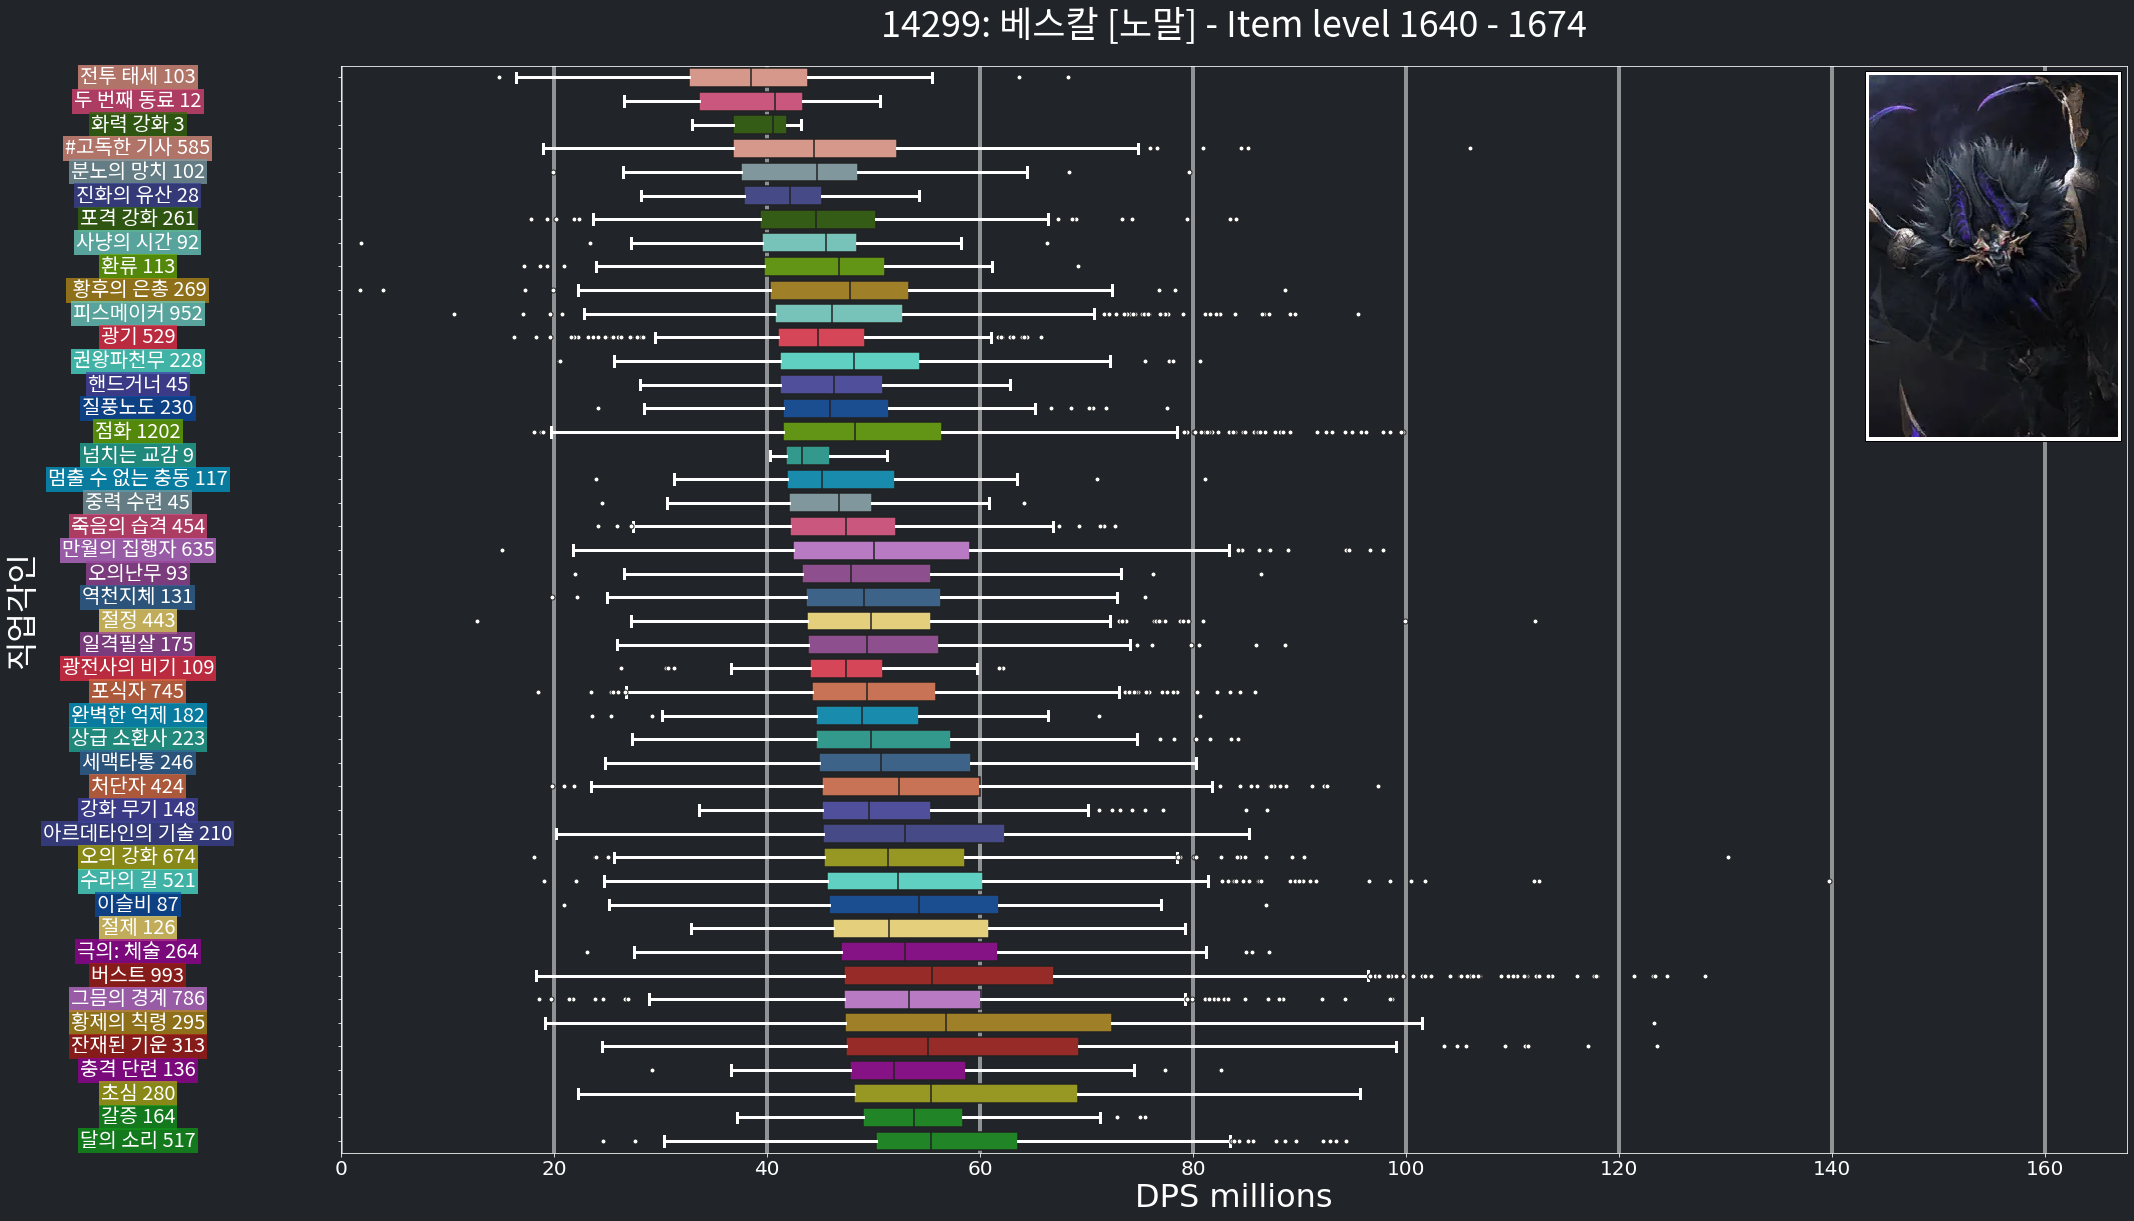 14299: 베스칼 [노말] - Item level 1640 - 1674
직업각인
전투 태세 103
두 번째 동료 12
화력 강화 3
#고독한 기사 585
분노의 망치 102
진화의 유산 28
포격 강화 261
사냥의 시간 92
환류 113
황후의 은총 269
피스메이커 952
광기 529
권왕파천무 228
핸드거너 45
질풍노도 230
점화 1202
넘치는 교감 9
멈출 수 없는 충동 117
중력 수련 45
죽음의 습격 454
만월의 집행자 635
오의난무 93
역천지체 131
절정 443
일격필살 175
광전사의 비기 109
포식자 745
완벽한 억제 182
상급 소환사 223
세맥타통 246
처단자 424
강화 무기 148
아르데타인의 기술 210
오의 강화 674
수라의 길 521
이슬비 87
절제 126
극의: 체술 264
버스트 993
그믐의 경계 786
황제의 칙령 295
잔재된 기운 313
충격 단련 136
초심 280
갈증 164
달의 소리 517
0 20 40 60 80 100 120 140 160
DPS millions